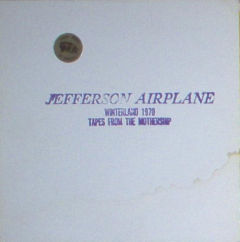 JEFFERSON AIRPLANE
WINTERLAND 1970
TAPES FROM THE MOTHERSHIP